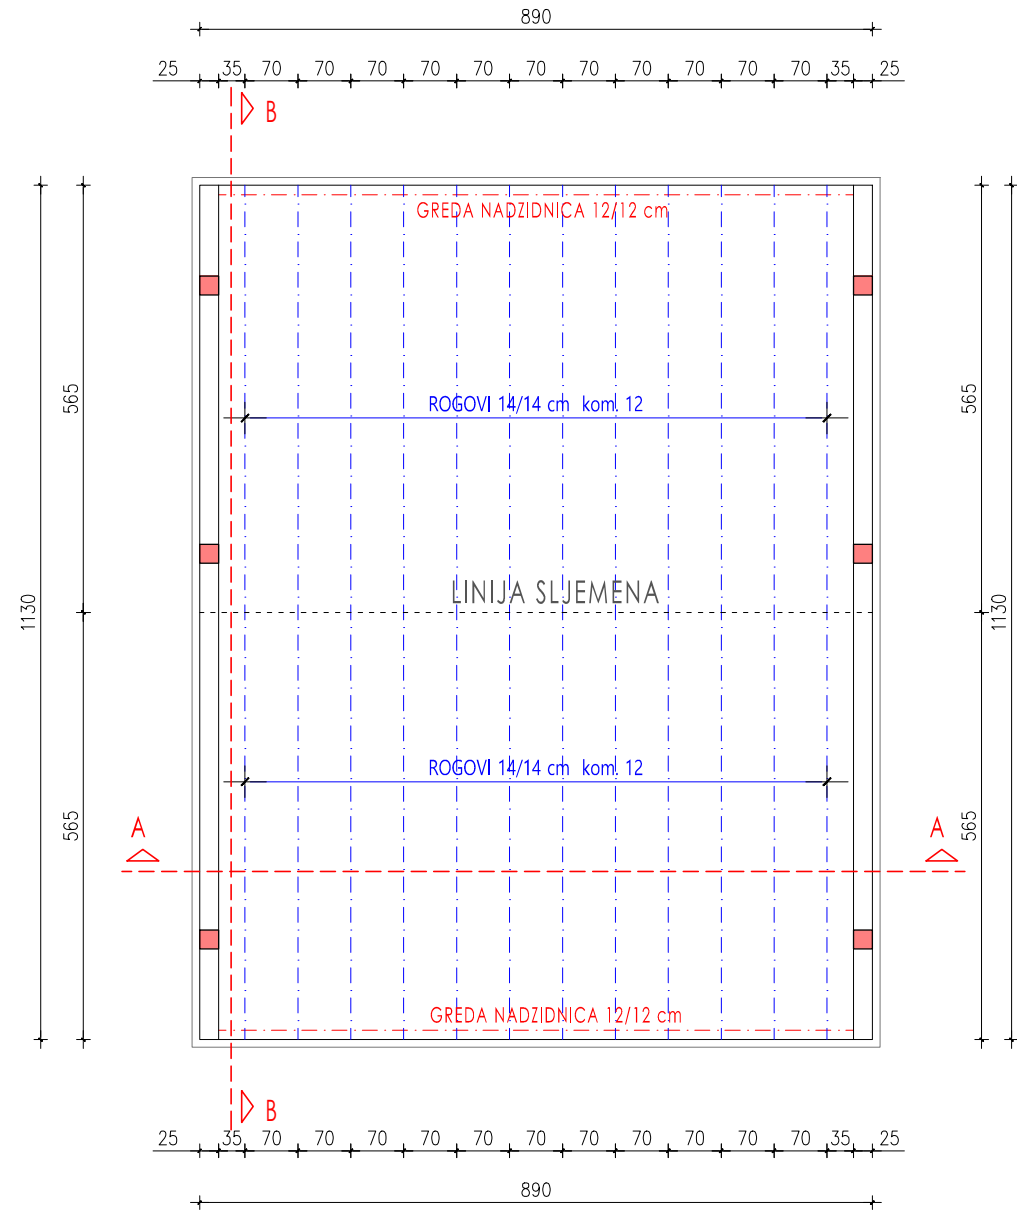 890
25 35 70 70 70 70 70 70 70 70 70 70 70 35 25
B
GREDA NADZIDNICA 12/12 cm
565 565
ROGOVI 14/14 cm kom. 12
LINIJA SLJEMENA
1130 1130
ROGOVI 14/14 cm kom. 12
565 565
A A
GREDA NADZIDNICA 12/12 cm
B
25 35 70 70 70 70 70 70 70 70 70 70 70 35 25
890